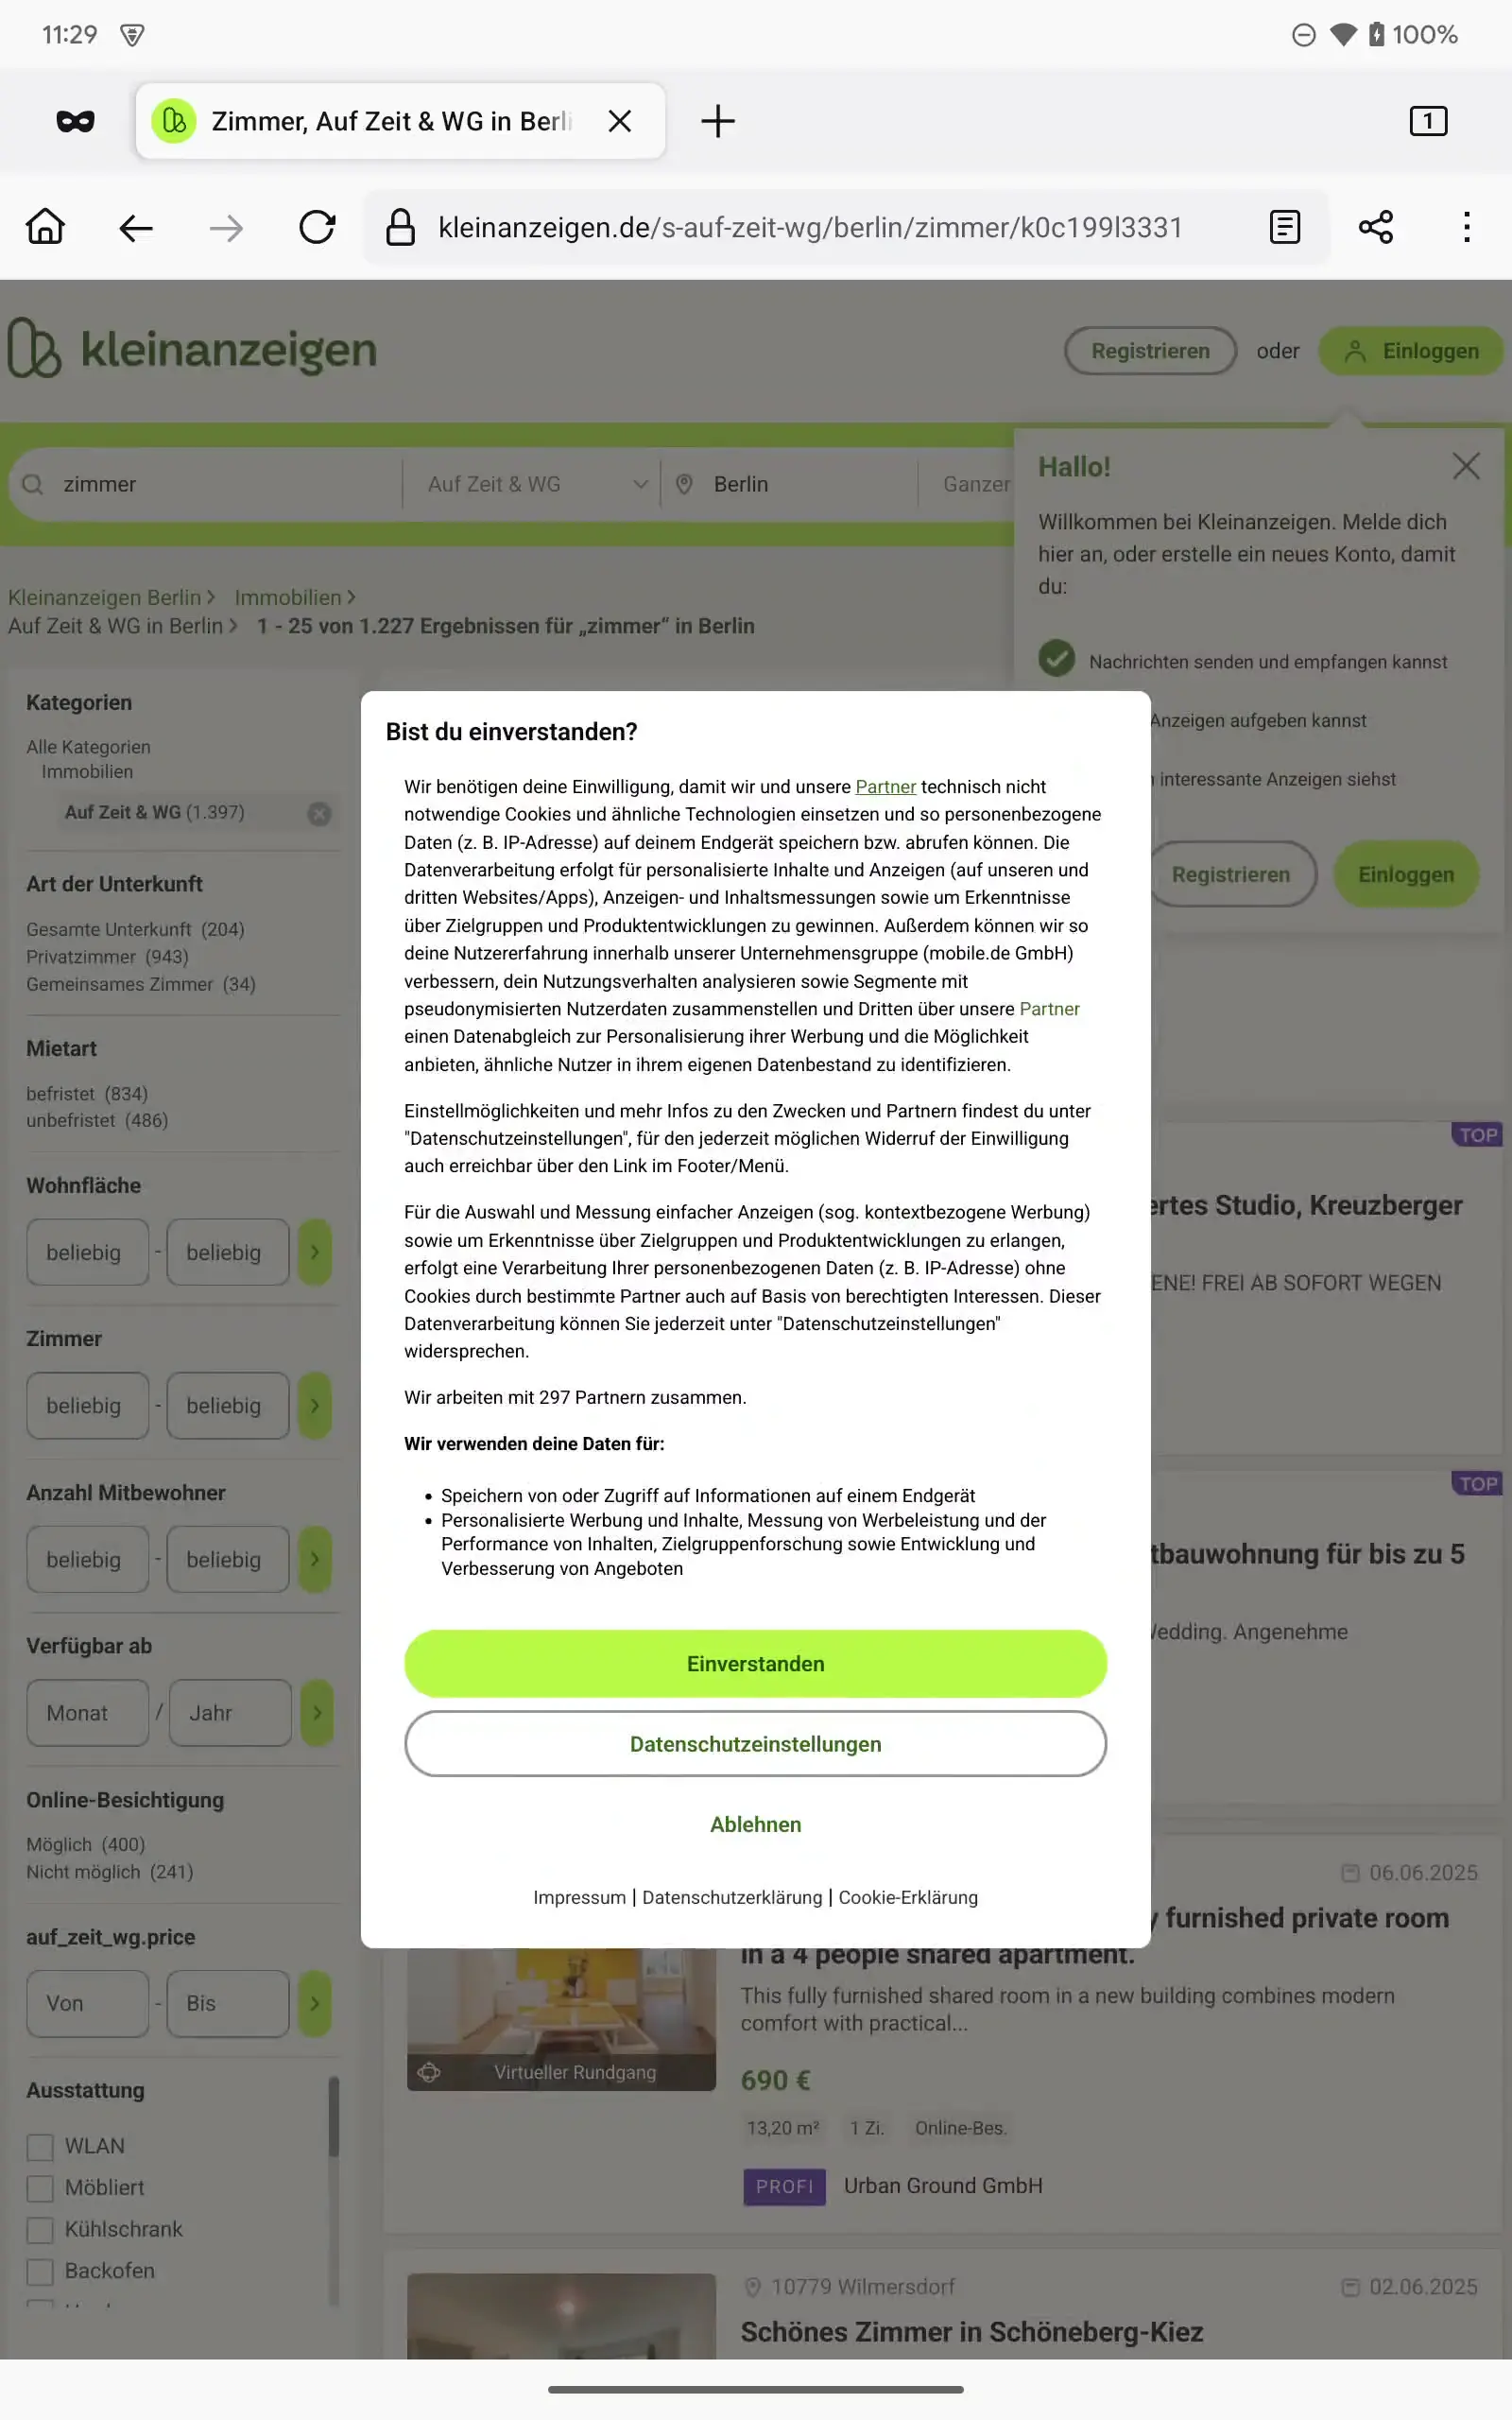 11:29
100%
Zimmer, Auf Zeit & WG in Berli
1
kleinanzeigen.de/s-auf-zeit-wg/berlin/zimmer/k0c199l3331
kleinanzeigen
Registrieren oder Einloggen
zimmer
Auf Zeit & WG
Berlin
Ganzer
Hallo!
Willkommen bei Kleinanzeigen. Melde dich
hier an, oder erstelle ein neues Konto, damit
du:
Nachrichten senden und empfangen kannst
Anzeigen aufgeben kannst
interessante Anzeigen siehst
Registrieren
Einloggen
Kleinanzeigen Berlin > Immobilien >
Auf Zeit & WG in Berlin > 1 - 25 von 1.227 Ergebnissen für „zimmer“ in Berlin
Kategorien
Alle Kategorien
Immobilien
Auf Zeit & WG (1.397)
Art der Unterkunft
Gesamte Unterkunft (204)
Privatzimmer (943)
Gemeinsames Zimmer (34)
Mietart
befristet (834)
unbefristet (486)
Wohnfläche
beliebig - beliebig
Zimmer
beliebig - beliebig
Anzahl Mitbewohner
beliebig - beliebig
Verfügbar ab
Monat / Jahr
Online-Besichtigung
Möglich (400)
Nicht möglich (241)
auf_zeit_wg.price
Von - Bis
Ausstattung
WLAN
Möbliert
Kühlschrank
Backofen
Bist du einverstanden?
Wir benötigen deine Einwilligung, damit wir und unsere Partner technisch nicht
notwendige Cookies und ähnliche Technologien einsetzen und so personenbezogene
Daten (z. B. IP-Adresse) auf deinem Endgerät speichern bzw. abrufen können. Die
Datenverarbeitung erfolgt für personalisierte Inhalte und Anzeigen (auf unseren und
dritten Websites/Apps), Anzeigen- und Inhaltsmessungen sowie um Erkenntnisse
über Zielgruppen und Produktentwicklungen zu gewinnen. Außerdem können wir so
deine Nutzererfahrung innerhalb unserer Unternehmensgruppe (mobile.de GmbH)
verbessern, dein Nutzungsverhalten analysieren sowie Segmente mit
pseudonymisierten Nutzerdaten zusammenstellen und Dritten über unsere Partner
einen Datenabgleich zur Personalisierung ihrer Werbung und die Möglichkeit
anbieten, ähnliche Nutzer in ihrem eigenen Datenbestand zu identifizieren.
Einstellmöglichkeiten und mehr Infos zu den Zwecken und Partnern findest du unter
"Datenschutzeinstellungen", für den jederzeit möglichen Widerruf der Einwilligung
auch erreichbar über den Link im Footer/Menü.
Für die Auswahl und Messung einfacher Anzeigen (sog. kontextbezogene Werbung)
sowie um Erkenntnisse über Zielgruppen und Produktentwicklungen zu erlangen,
erfolgt eine Verarbeitung Ihrer personenbezogenen Daten (z. B. IP-Adresse) ohne
Cookies durch bestimmte Partner auch auf Basis von berechtigten Interessen. Dieser
Datenverarbeitung können Sie jederzeit unter "Datenschutzeinstellungen"
widersprechen.
Wir arbeiten mit 297 Partnern zusammen.
Wir verwenden deine Daten für:
• Speichern von oder Zugriff auf Informationen auf einem Endgerät
• Personalisierte Werbung und Inhalte, Messung von Werbeleistung und der
Performance von Inhalten, Zielgruppenforschung sowie Entwicklung und
Verbesserung von Angeboten
Einverstanden
Datenschutzeinstellungen
Ablehnen
Impressum | Datenschutzerklärung | Cookie-Erklärung
TOP
ertes Studio, Kreuzberger
ENE! FREI AB SOFORT WEGEN
TOP
tbauwohnung für bis zu 5
Wedding. Angenehme
06.06.2025
y furnished private room
in a 4 people shared apartment.
This fully furnished shared room in a new building combines modern
comfort with practical...
Virtueller Rundgang
690 €
13,20 m² 1 Zi. Online-Bes.
PROFI Urban Ground GmbH
10779 Wilmersdorf
02.06.2025
Schönes Zimmer in Schöneberg-Kiez